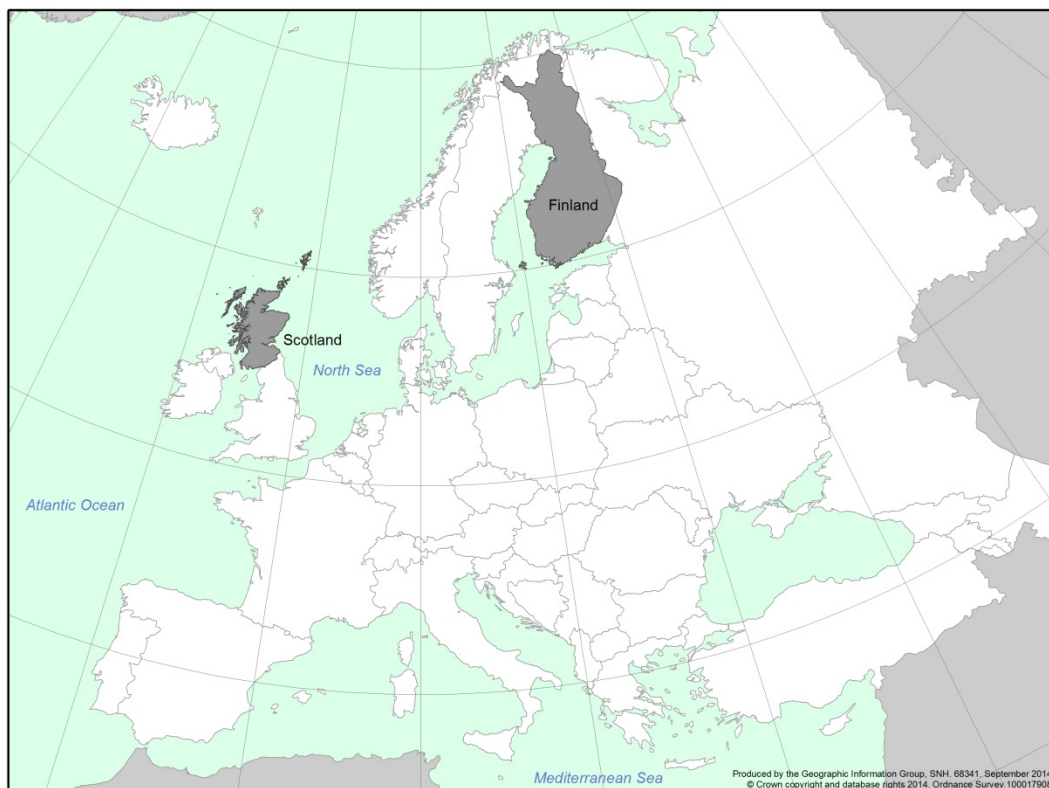 Finland
Scotland
North Sea
Atlantic Ocean
Mediterranean Sea
Produced by the Geographic Information Group, SNH. 68341, September 2014
© Crown copyright and database rights 2014. Ordnance Survey 100017908